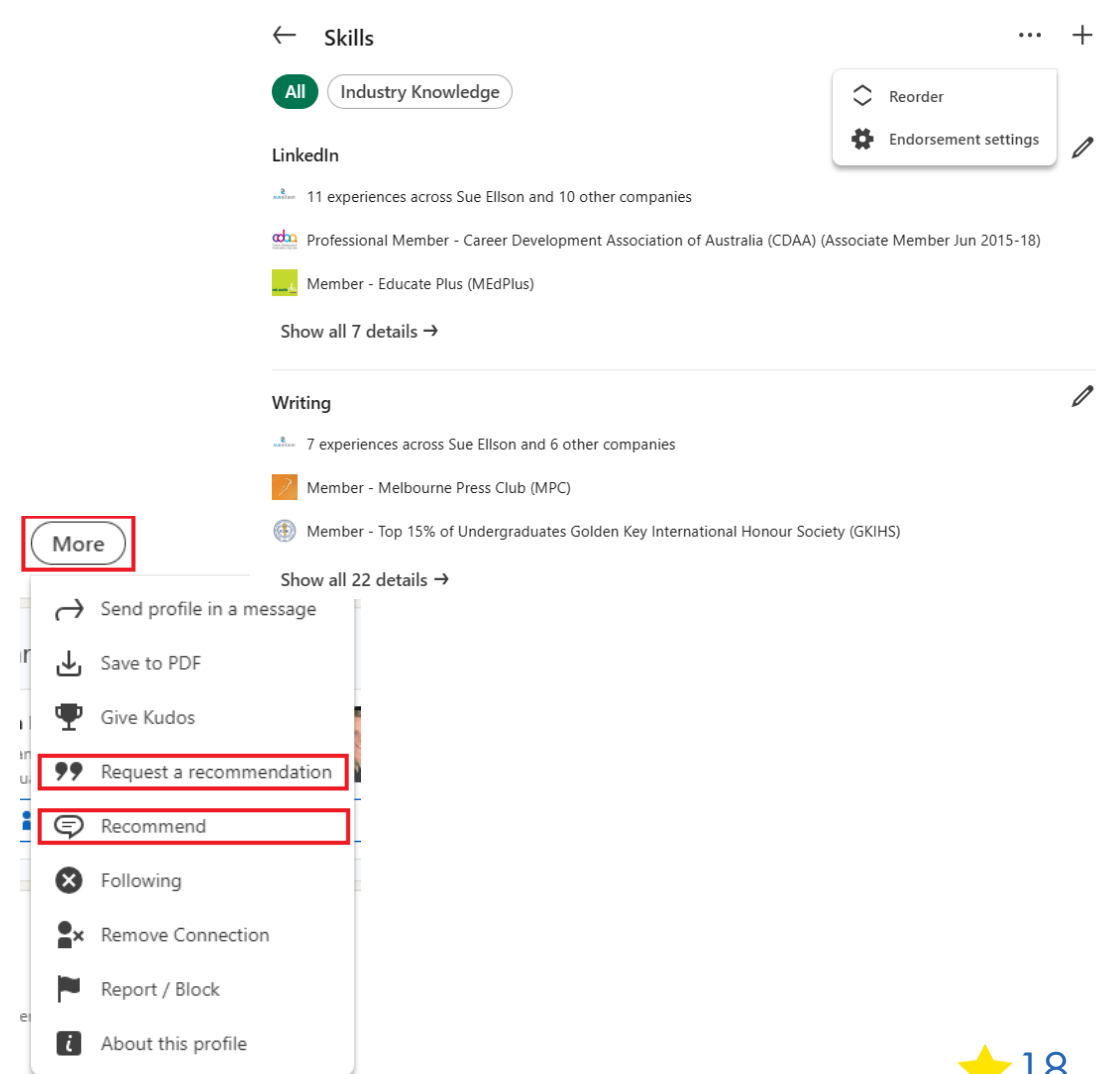 Skills
All
Industry Knowledge
Reorder
Endorsement settings
LinkedIn
11 experiences across Sue Ellson and 10 other companies
Professional Member - Career Development Association of Australia (CDAA) (Associate Member Jun 2015-18)
Member - Educate Plus (MEdPlus)
Show all 7 details →
Writing
7 experiences across Sue Ellson and 6 other companies
Member - Melbourne Press Club (MPC)
Member - Top 15% of Undergraduates Golden Key International Honour Society (GKIHS)
Show all 22 details →
More
Send profile in a message
Save to PDF
Give Kudos
Request a recommendation
Recommend
Following
Remove Connection
Report / Block
About this profile
18